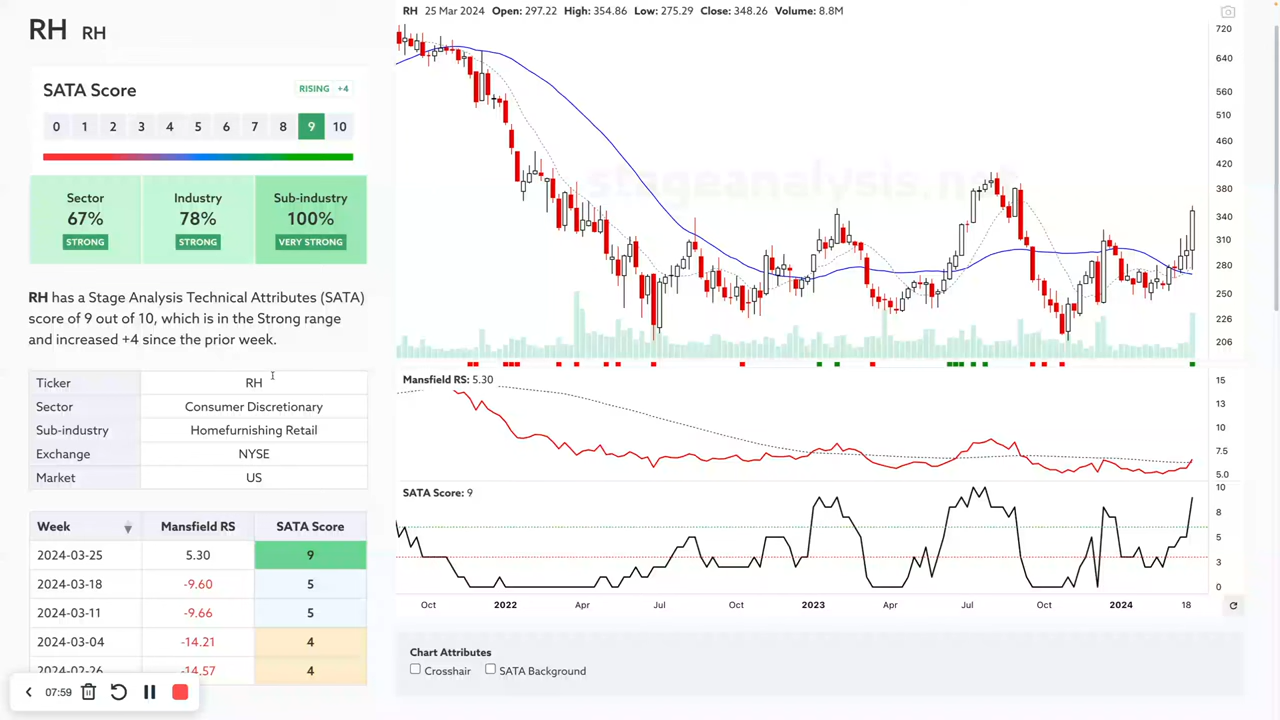 RH RH
SATA Score
RISING +4
0 1 2 3 4 5 6 7 8 9 10
Sector
67%
STRONG
Industry
78%
STRONG
Sub-industry
100%
VERY STRONG
RH has a Stage Analysis Technical Attributes (SATA)
score of 9 out of 10, which is in the Strong range
and increased +4 since the prior week.
Ticker RH
Sector Consumer Discretionary
Sub-industry Homefurnishing Retail
Exchange NYSE
Market US
Week Mansfield RS SATA Score
2024-03-25 5.30 9
2024-03-18 -9.60 5
2024-03-11 -9.66 5
2024-03-04 -14.21 4
2024-02-26 -14.57 4
07:59
RH 25 Mar 2024 Open: 297.22 High: 354.86 Low: 275.29 Close: 348.26 Volume: 8.8M
stageanalysis.net
720
640
560
510
460
420
380
340
310
280
250
226
206
Mansfield RS: 5.30
15
13
10
7.5
5.0
SATA Score: 9
10
8
5
3
0
Oct 2022 Apr Jul Oct 2023 Apr Jul Oct 2024 18
Chart Attributes
Crosshair SATA Background